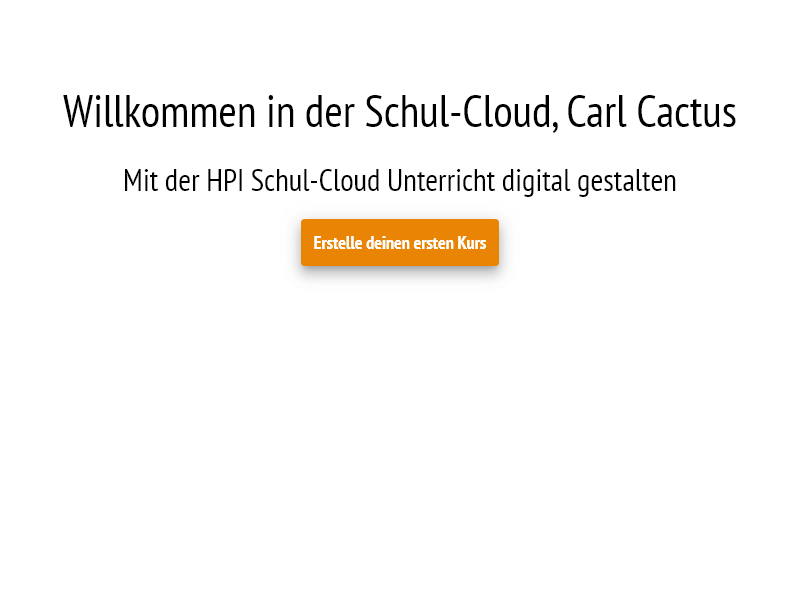 Willkommen in der Schul-Cloud, Carl Cactus
Mit der HPI Schul-Cloud Unterricht digital gestalten
Erstelle deinen ersten Kurs